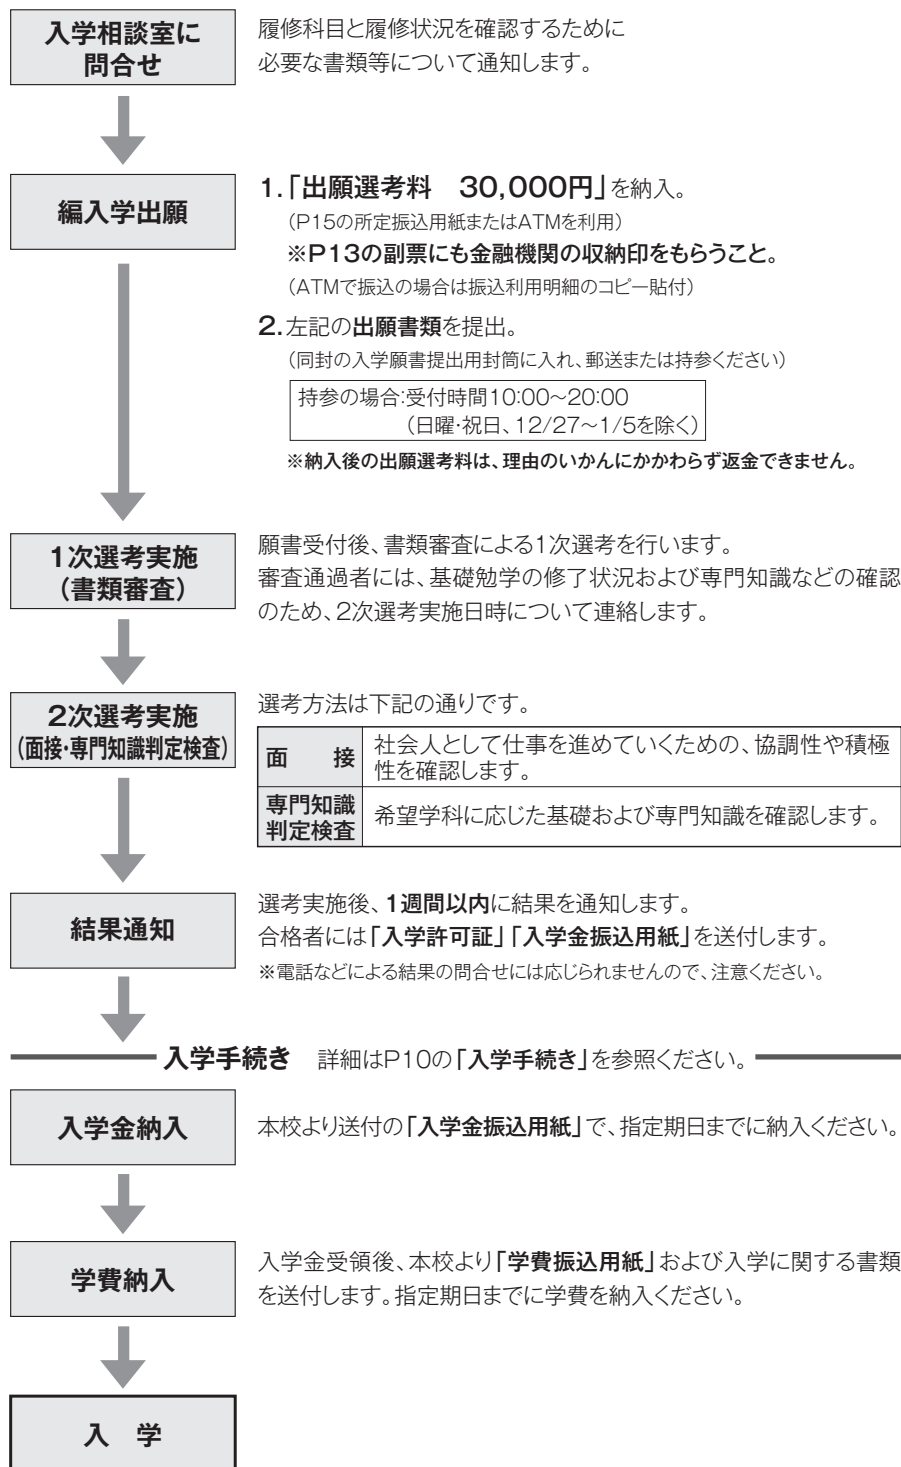 入学相談室に
問合せ
履修科目と履修状況を確認するために
必要な書類等について通知します。
編入学出願
1.「出願選考料　30,000円」を納入。
(P15の所定振込用紙またはATMを利用)
※P13の副票にも金融機関の収納印をもらうこと。
(ATMで振込の場合は振込利用明細のコピー貼付)
2.左記の出願書類を提出。
(同封の入学願書提出用封筒に入れ、郵送または持参ください)
持参の場合:受付時間10:00〜20:00
(日曜・祝日、12/27〜1/5を除く)
※納入後の出願選考料は、理由のいかんにかかわらず返金できません。
1次選考実施
(書類審査)
願書受付後、書類審査による1次選考を行います。
審査通過者には、基礎勉学の修了状況および専門知識などの確認
のため、2次選考実施日時について連絡します。
2次選考実施
(面接・専門知識判定検査)
選考方法は下記の通りです。
面　接
社会人として仕事を進めていくための、協調性や積極
性を確認します。
専門知識
判定検査
希望学科に応じた基礎および専門知識を確認します。
結果通知
選考実施後、1週間以内に結果を通知します。
合格者には「入学許可証」「入学金振込用紙」を送付します。
※電話などによる結果の問合せには応じられませんので、注意ください。
入学手続き　詳細はP10の「入学手続き」を参照ください。
入学金納入
本校より送付の「入学金振込用紙」で、指定期日までに納入ください。
学費納入
入学金受領後、本校より「学費振込用紙」および入学に関する書類
を送付します。指定期日までに学費を納入ください。
入　学